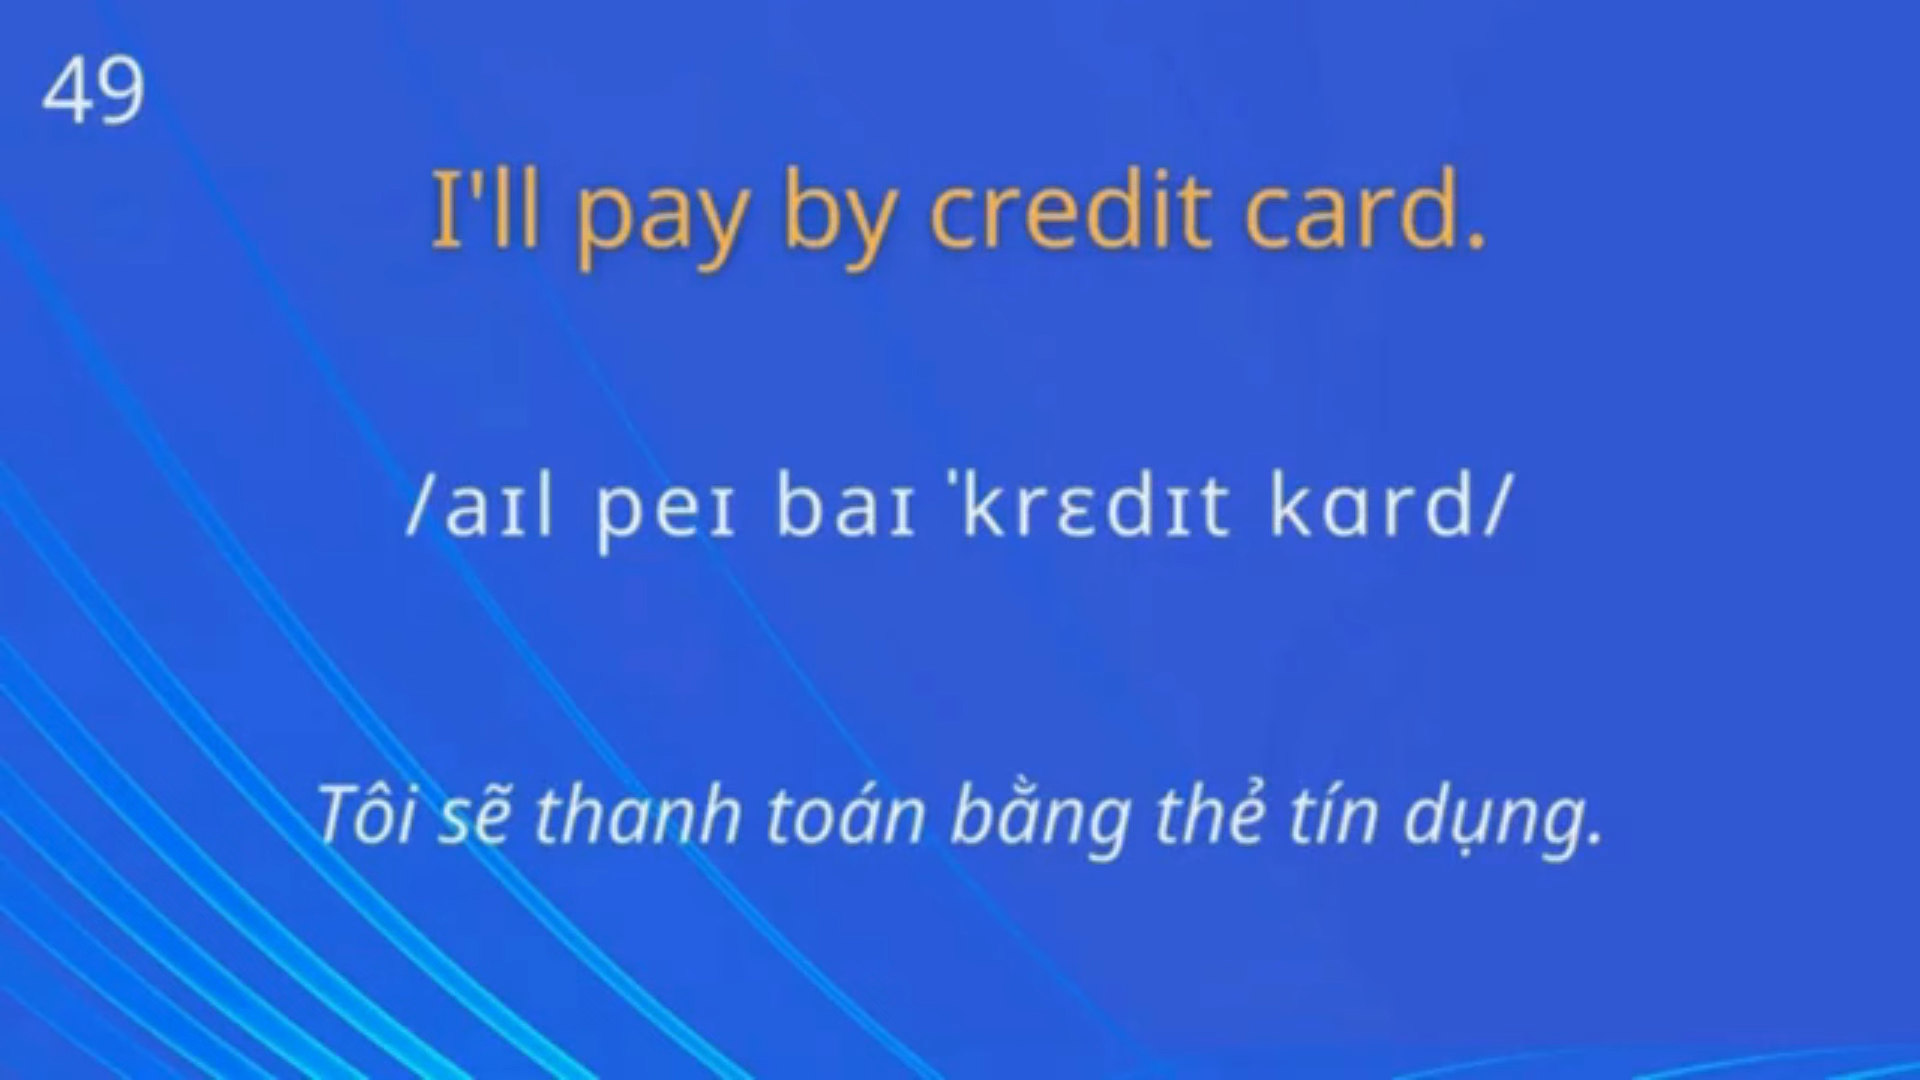 49
I'll pay by credit card.
/aɪl peɪ baɪ ˈkrɛdɪt kɑrd/
Tôi sẽ thanh toán bằng thẻ tín dụng.